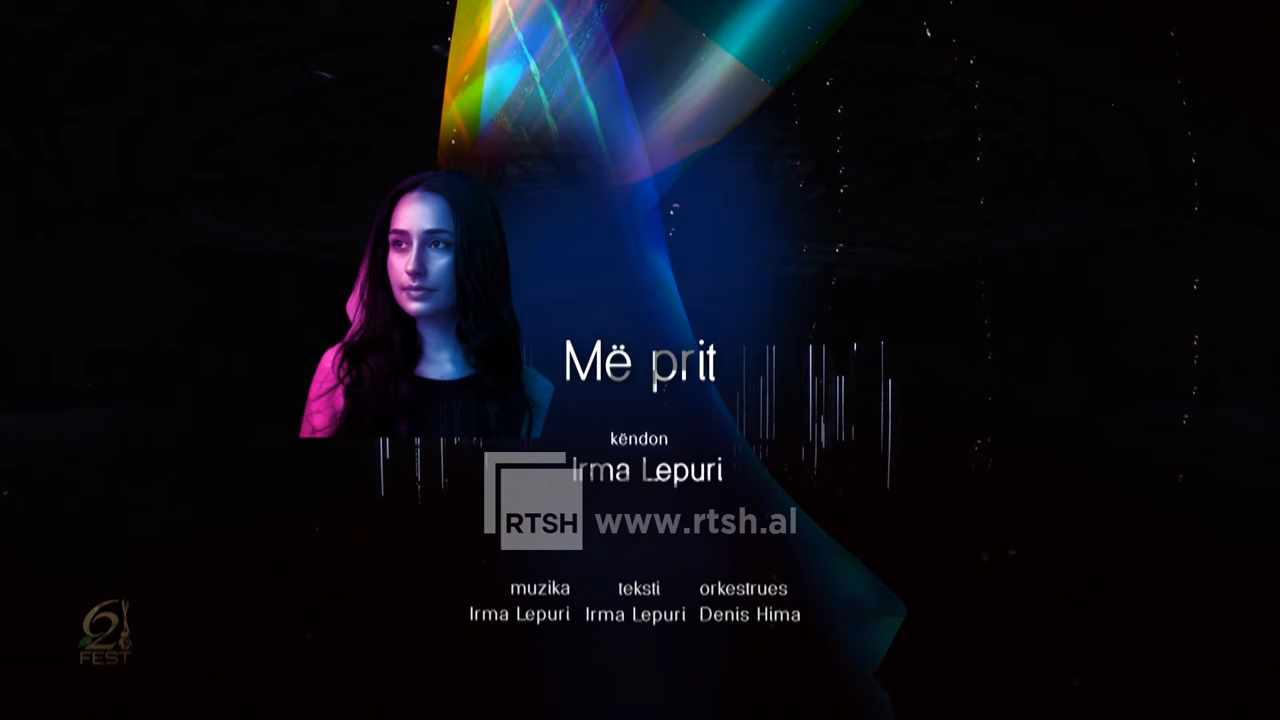 Më prit
këndon
Irma Lepuri
RTSH www.rtsh.al
muzika teksti orkestrues
Irma Lepuri Irma Lepuri Denis Hima
62
FEST